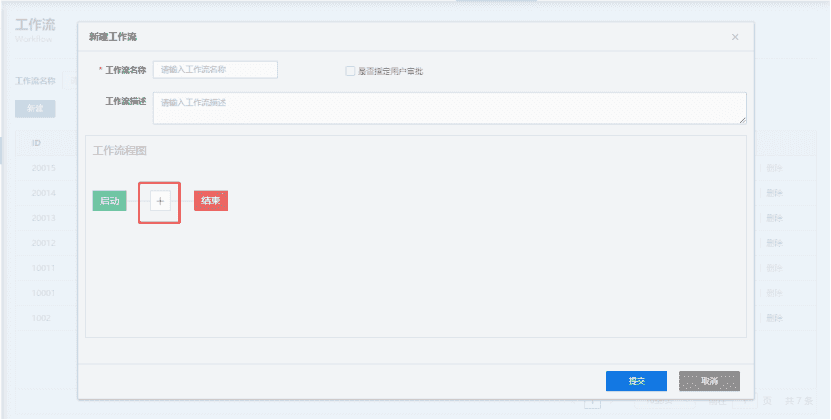 工作流
Workflow
工作流名称
新建
ID
20015
20014
20013
20012
10011
10001
1002
删除
删除
删除
删除
删除
删除
删除
新建工作流
×
* 工作流名称 请输入工作流名称 是否指定用户审批
工作流描述 请输入工作流描述
工作流程图
启动 + 结束
提交 取消
1 页 共 7 条